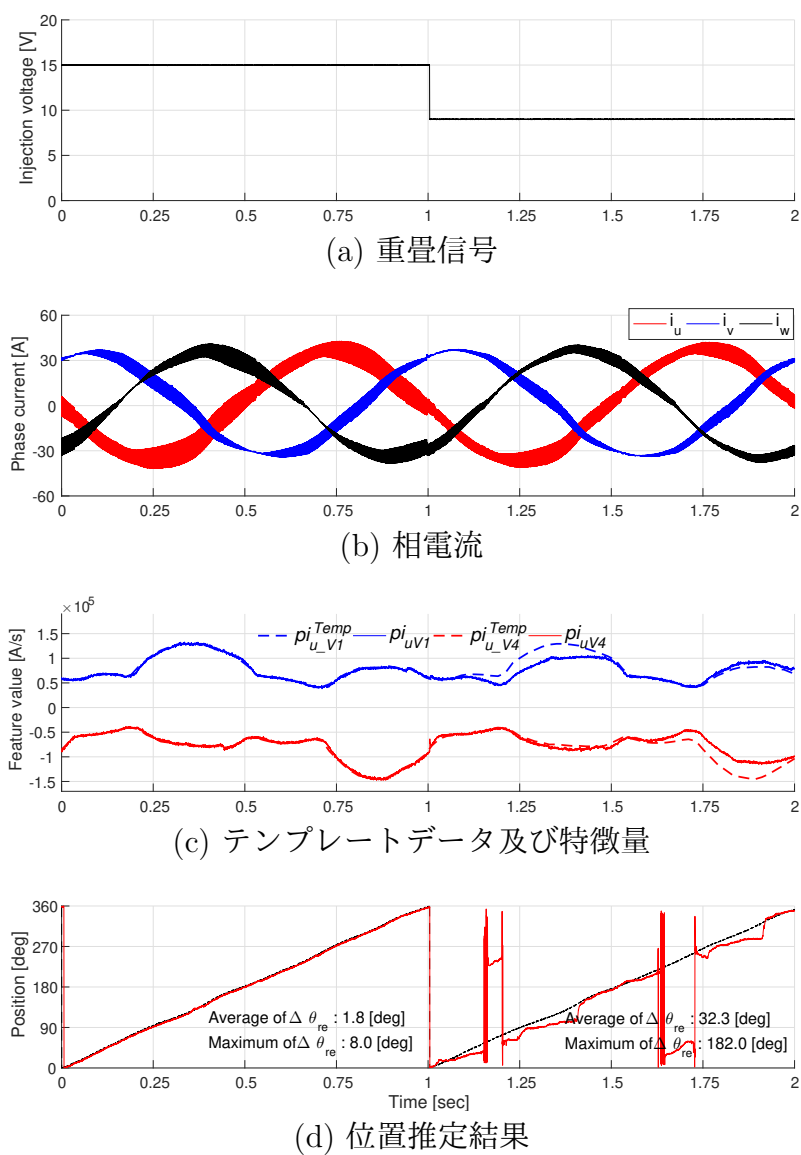 20
15
10
5
0
Injection voltage [V]
0 0.25 0.5 0.75 1 1.25 1.5 1.75 2
(a) 重畳信号
60
30
0
-30
-60
Phase current [A]
i_u i_v i_w
0 0.25 0.5 0.75 1 1.25 1.5 1.75 2
(b) 相電流
×10^5
1.5
1
0.5
0
-0.5
-1
-1.5
Feature value [A/s]
pi_{u_V1}^{Temp} pi_{uV1} pi_{u_V4}^{Temp} pi_{uV4}
0 0.25 0.5 0.75 1 1.25 1.5 1.75 2
(c) テンプレートデータ及び特徴量
360
270
180
90
0
Position [deg]
Average of Δ θ_re : 1.8 [deg]
Maximum of Δ θ_re : 8.0 [deg]
Average of Δ θ_re : 32.3 [deg]
Maximum of Δ θ_re : 182.0 [deg]
0 0.25 0.5 0.75 1 1.25 1.5 1.75 2
Time [sec]
(d) 位置推定結果